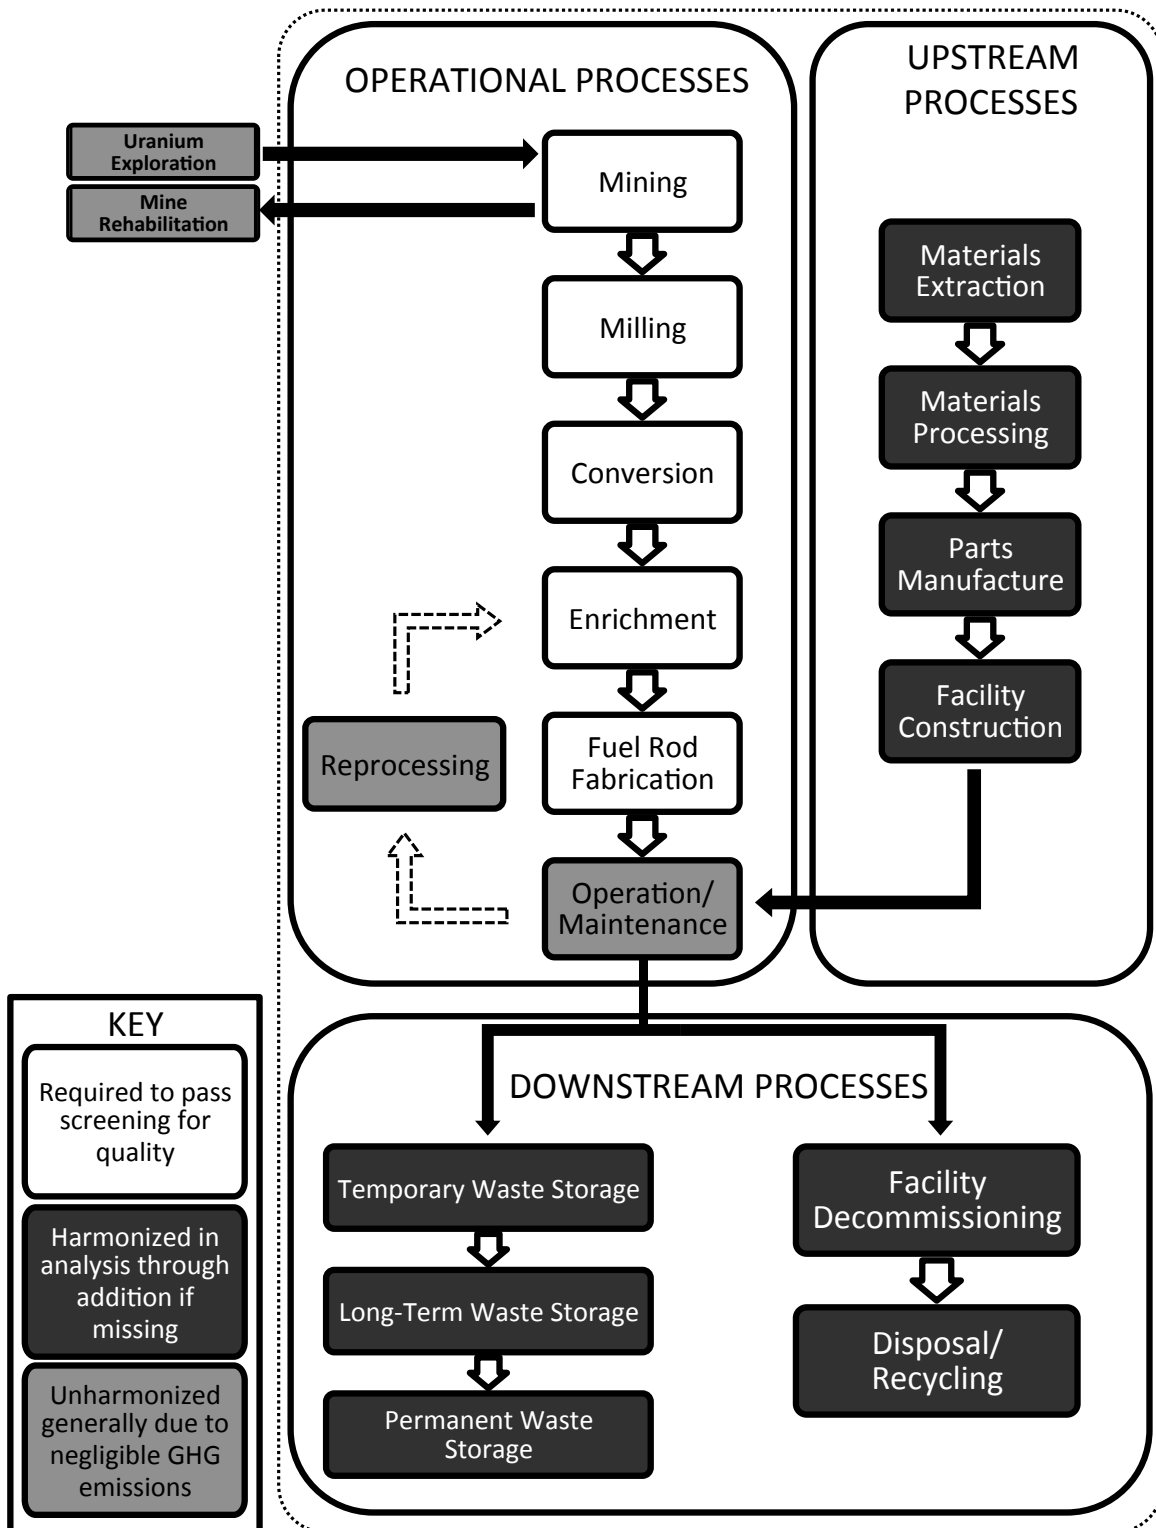 OPERATIONAL PROCESSES
UPSTREAM
PROCESSES
Uranium
Exploration
Mine
Rehabilitation
Mining
Milling
Conversion
Enrichment
Reprocessing
Fuel Rod
Fabrication
Operation/
Maintenance
Materials
Extraction
Materials
Processing
Parts
Manufacture
Facility
Construction
KEY
Required to pass
screening for
quality
Harmonized in
analysis through
addition if
missing
Unharmonized
generally due to
negligible GHG
emissions
DOWNSTREAM PROCESSES
Temporary Waste Storage
Long-Term Waste Storage
Permanent Waste
Storage
Facility
Decommissioning
Disposal/
Recycling